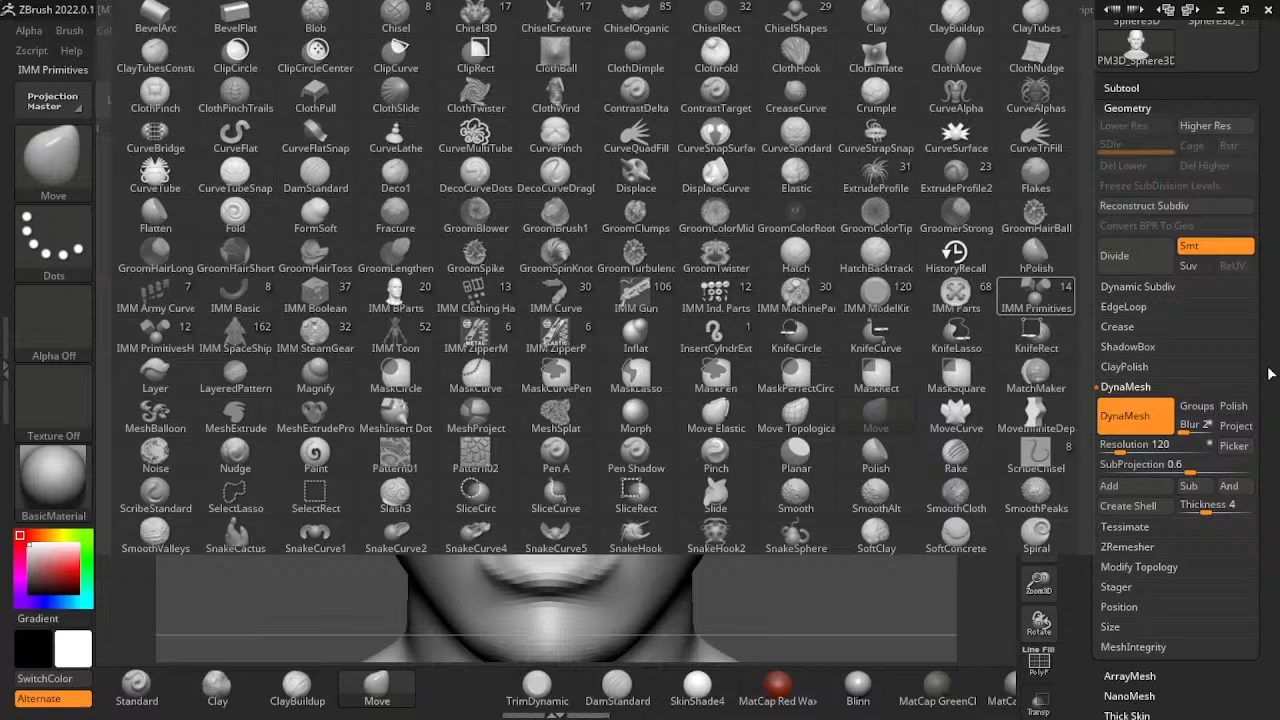 ZBrush 2022.0.1
Alpha Brush
Zscript Help
IMM Primitives
Projection
Master
Move
Dots
Alpha Off
Texture Off
BasicMaterial
Gradient
SwitchColor
Alternate
8 17 17 85 32 29
BevelArc BevelFlat Blob Chisel Chisel3D ChiselCreature ChiselOrganic ChiselRect ChiselShapes Clay ClayBuildup ClayTubes
ClayTubesConsta ClipCircle ClipCircleCenter ClipCurve ClipRect ClothBall ClothDimple ClothFold ClothHook ClothInflate ClothMove ClothNudge
ClothPinch ClothPinchTrails ClothPull ClothSlide ClothTwister ClothWind ContrastDelta ContrastTarget CreaseCurve Crumple CurveAlpha CurveAlphas
CurveBridge CurveFlat CurveFlatSnap CurveLathe CurveMultiTube CurvePinch CurveQuadFill CurveSnapSurfac CurveStandard CurveStrapSnap CurveSurface CurveTriFill
31 23
CurveTube CurveTubeSnap DamStandard Deco1 DecoCurveDots DecoCurveDragl Displace DisplaceCurve Elastic ExtrudeProfile ExtrudeProfile2 Flakes
Flatten Fold FormSoft Fracture GroomBlower GroomBrush1 GroomClumps GroomColorMid GroomColorRoot GroomColorTip GroomerStrong GroomHairBall
GroomHairLong GroomHairShort GroomHairToss GroomLengthen GroomSpike GroomSpinKnot GroomTurbulenc GroomTwister Hatch HatchBacktrack HistoryRecall hPolish
7 8 37 20 13 30 106 12 30 120 68 14
IMM Army Curve IMM Basic IMM Boolean IMM BParts IMM Clothing Ha IMM Curve IMM Gun IMM Ind. Parts IMM MachinePar IMM ModelKit IMM Parts IMM Primitives
12 162 32 52 6 6 1
IMM PrimitivesH IMM SpaceShip IMM SteamGear IMM Toon IMM ZipperM IMM ZipperP Inflat InsertCylndrExt KnifeCircle KnifeCurve KnifeLasso KnifeRect
METAL
Layer LayeredPattern Magnify MaskCircle MaskCurve MaskCurvePen MaskLasso MaskPen MaskPerfectCirc MaskRect MaskSquare MatchMaker
MeshBalloon MeshExtrude MeshExtrudePro MeshInsert Dot MeshProject MeshSplat Morph Move Elastic Move Topologica Move MoveCurve MoveInfiniteDep
8
Noise Nudge Paint Pattern01 Pattern02 Pen A Pen Shadow Pinch Planar Polish Rake ScribeChisel
ScribeStandard SelectLasso SelectRect Slash3 SliceCirc SliceCurve SliceRect Slide Smooth SmoothAlt SmoothCloth SmoothPeaks
SmoothValleys SnakeCactus SnakeCurve1 SnakeCurve2 SnakeCurve4 SnakeCurve5 SnakeHook SnakeHook2 SnakeSphere SoftClay SoftConcrete Spiral
Zoom3D
Rotate
Line Fill
PolyF
Transp
Standard Clay ClayBuildup Move TrimDynamic DamStandard SkinShade4 MatCap Red Wax Blinn MatCap GreenCl MatCa
Sphere3D Sphere3D_1
PM3D_Sphere3D
Subtool
Geometry
Lower Res Higher Res
SDiv Cage Rstr
Del Lower Del Higher
Freeze SubDivision Levels
Reconstruct Subdiv
Convert BPR To Geo
Divide Smt
Suv ReUV
Dynamic Subdiv
EdgeLoop
Crease
ShadowBox
ClayPolish
DynaMesh
DynaMesh Groups Polish
Blur 2 Project
Resolution 120 Picker
SubProjection 0.6
Add Sub And
Create Shell Thickness 4
Tessimate
ZRemesher
Modify Topology
Stager
Position
Size
MeshIntegrity
ArrayMesh
NanoMesh
Thick Skin